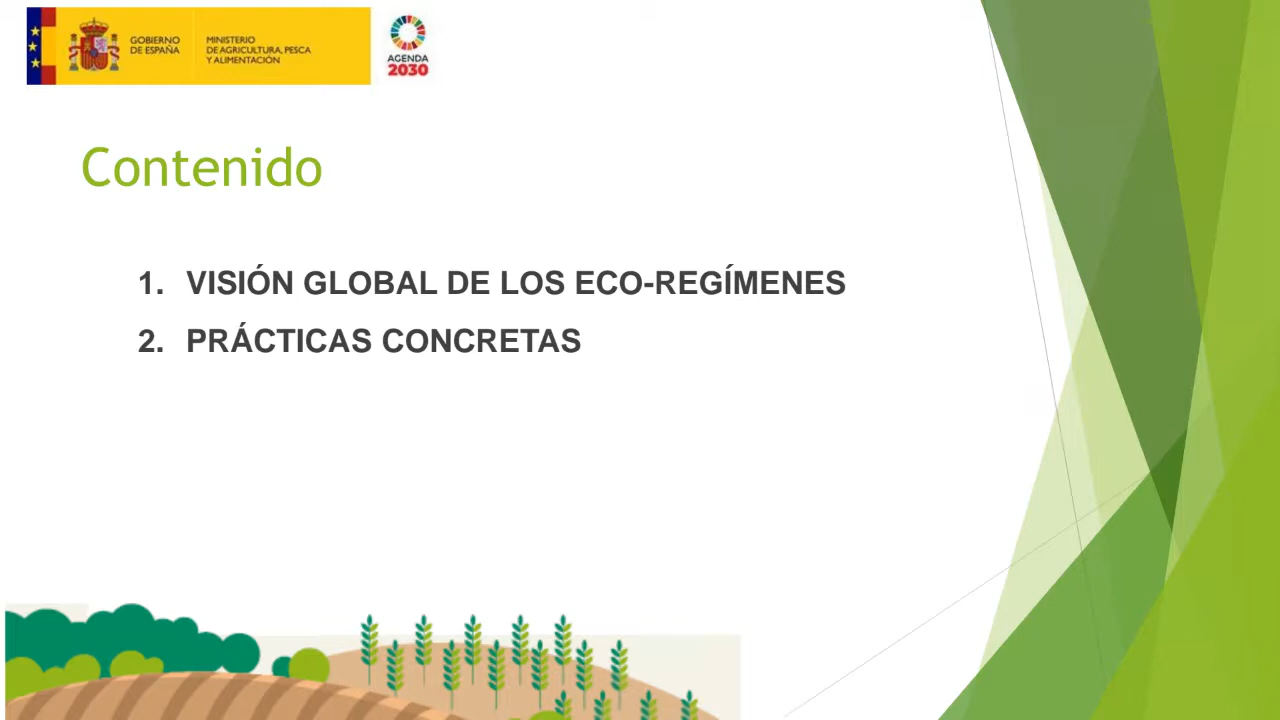 GOBIERNO
DE ESPAÑA
MINISTERIO
DE AGRICULTURA, PESCA
Y ALIMENTACIÓN
AGENDA
2030
Contenido
1. VISIÓN GLOBAL DE LOS ECO-REGÍMENES
2. PRÁCTICAS CONCRETAS